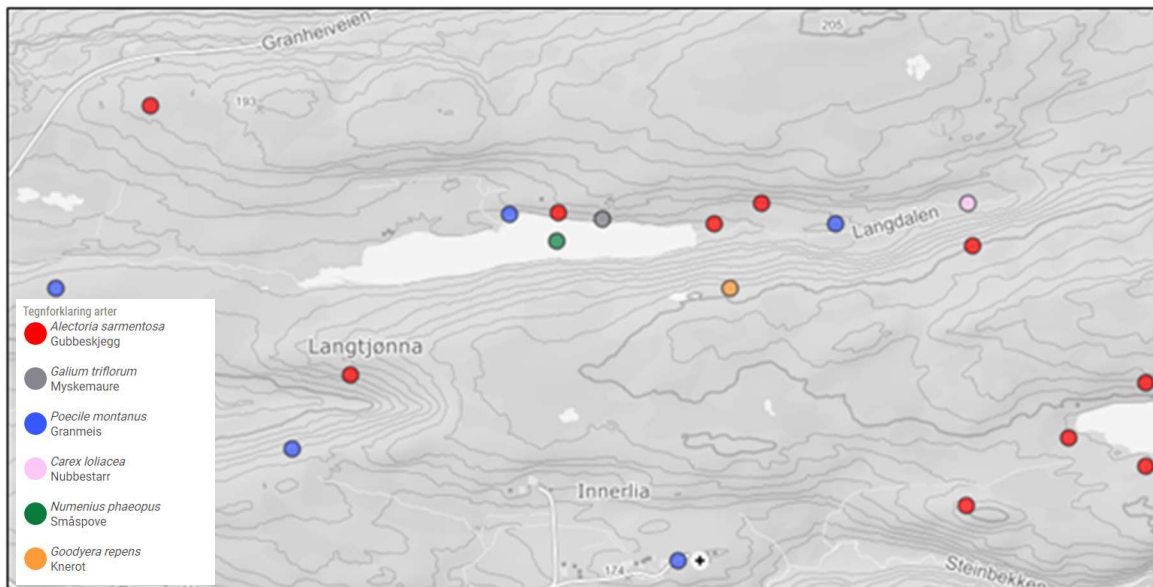 205
Granheiveien
193
Langdalen
Tegnforklaring arter
Alectoria sarmentosa
Gubbeskjegg
Galium triflorum
Myskemaure
Poecile montanus
Granmeis
Carex loliacea
Nubbestarr
Numenius phaeopus
Småspove
Goodyera repens
Knerot
Langtjønna
Innerlia
174
Steinbekken